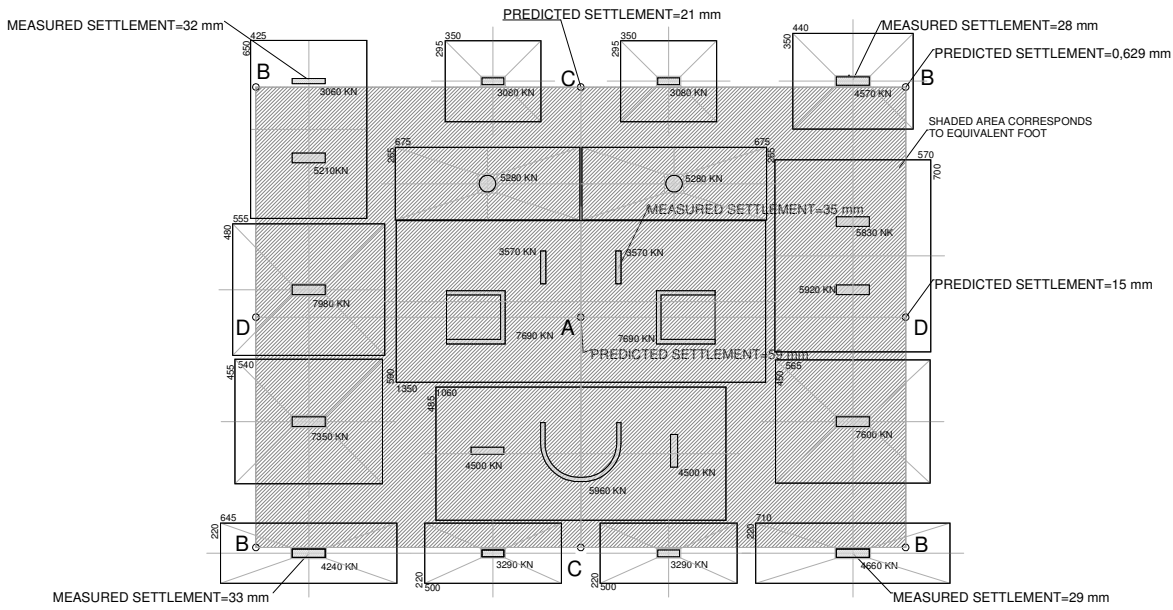 PREDICTED SETTLEMENT=21 mm
MEASURED SETTLEMENT=32 mm
MEASURED SETTLEMENT=28 mm
425
350
350
440
650
295
295
350
PREDICTED SETTLEMENT=0,629 mm
B
C
B
3060 KN
3080 KN
3080 KN
4570 KN
SHADED AREA CORRESPONDS
TO EQUIVALENT FOOT
675
675
570
265
265
700
5210KN
5280 KN
5280 KN
MEASURED SETTLEMENT=35 mm
555
480
5830 NK
3570 KN
3570 KN
5920 KN
PREDICTED SETTLEMENT=15 mm
7980 KN
D
A
D
7690 KN
7690 KN
PREDICTED SETTLEMENT=59 mm
540
455
590
1350
1060
485
565
450
7350 KN
7600 KN
4500 KN
4500 KN
5960 KN
645
710
220
220
B
B
C
4240 KN
3290 KN
3290 KN
4660 KN
220
500
220
500
MEASURED SETTLEMENT=33 mm
MEASURED SETTLEMENT=29 mm